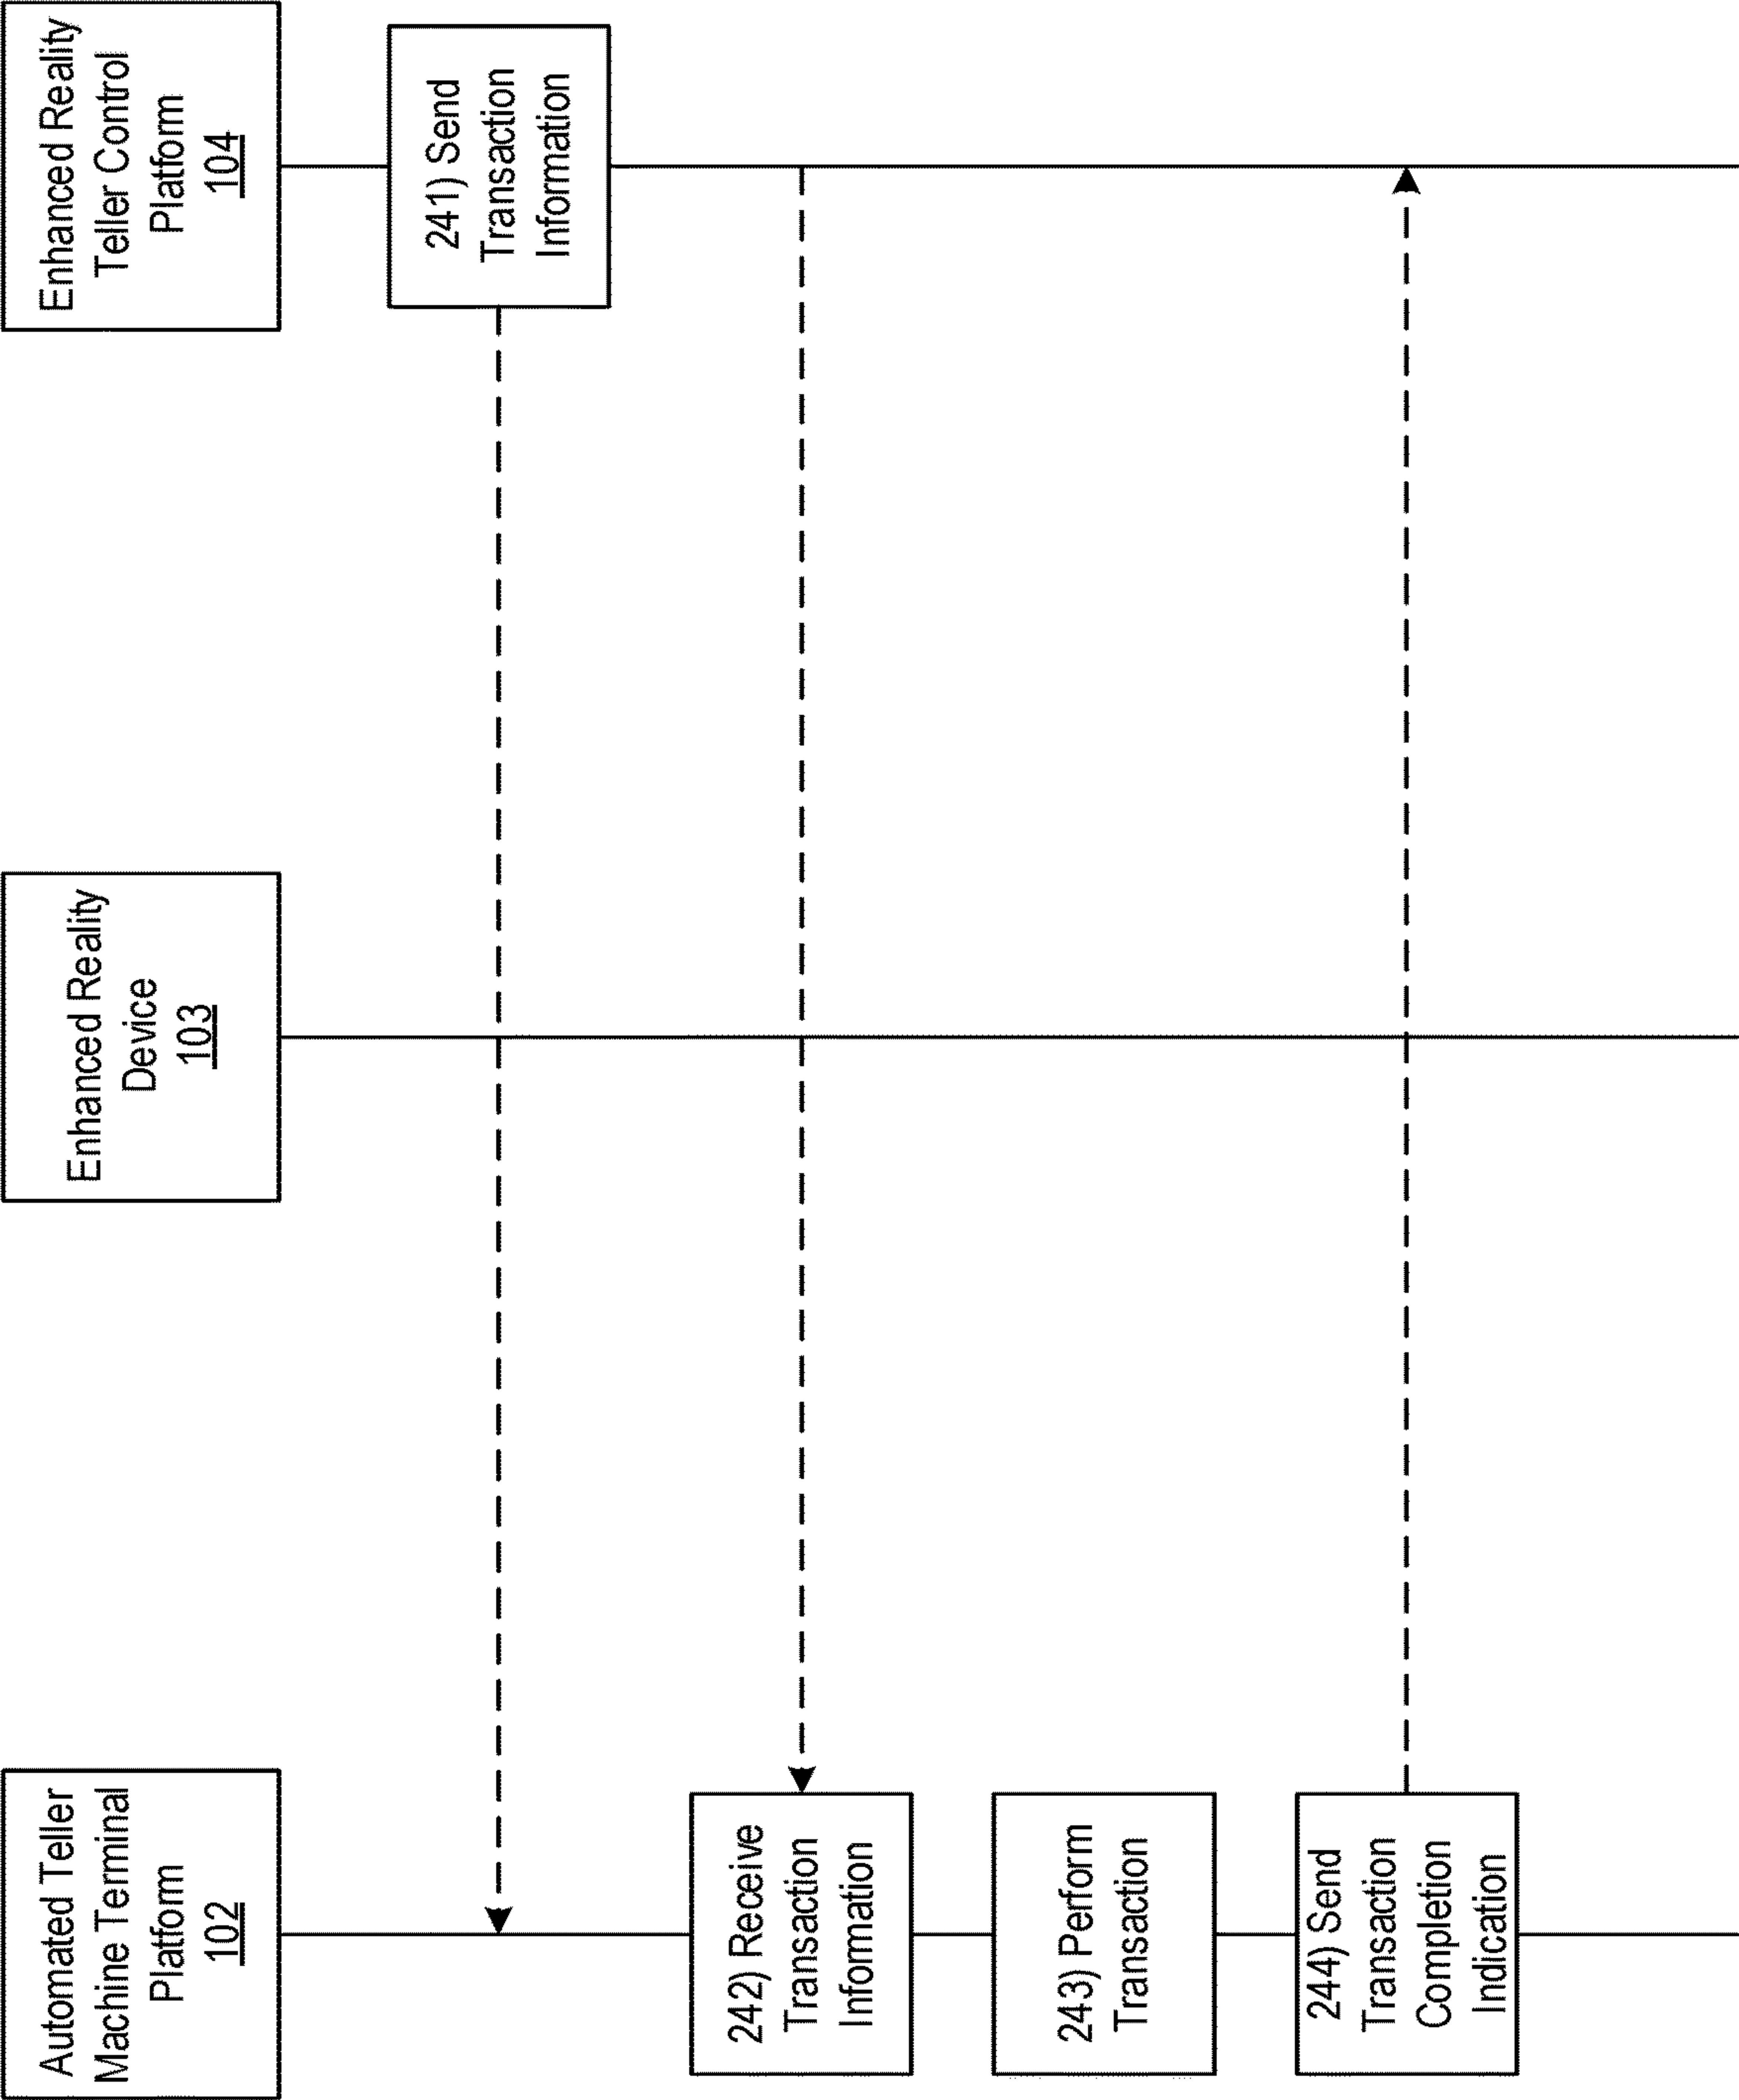 Automated Teller
Machine Terminal
Platform
102
Enhanced Reality
Device
103
Enhanced Reality
Teller Control
Platform
104
241) Send
Transaction
Information
242) Receive
Transaction
Information
243) Perform
Transaction
244) Send
Transaction
Completion
Indication